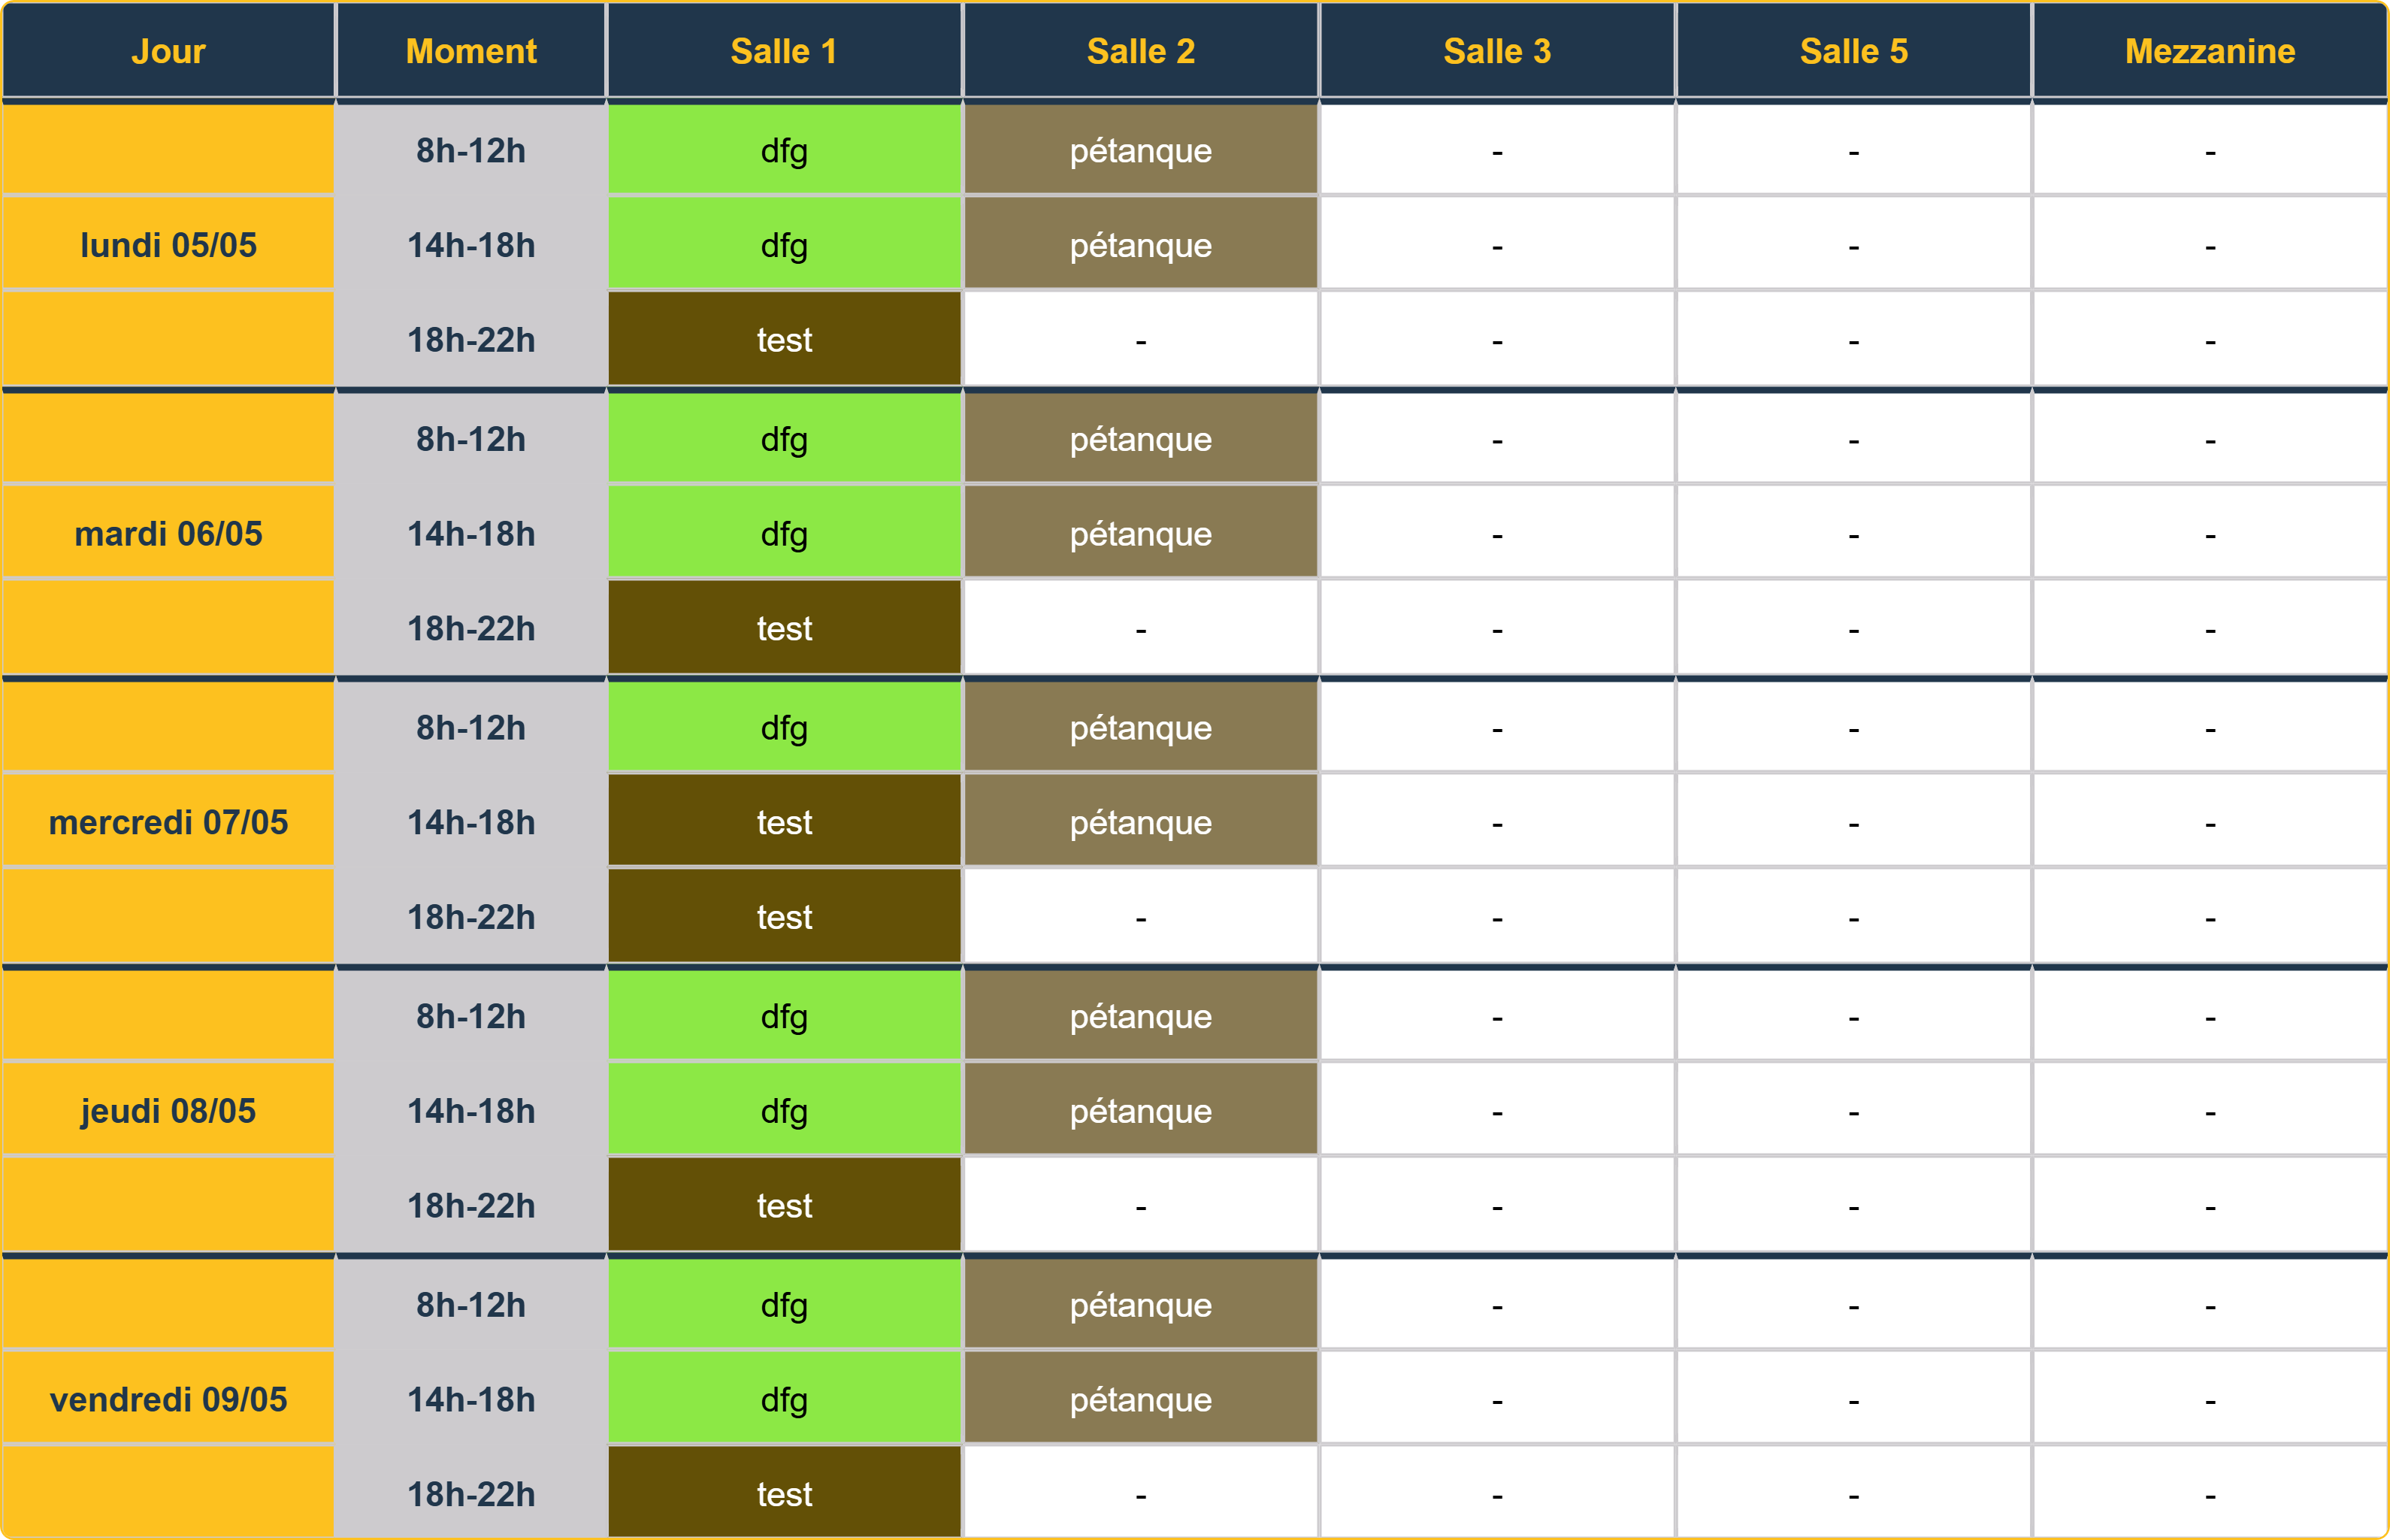 Jour Moment Salle 1 Salle 2 Salle 3 Salle 5 Mezzanine
8h-12h dfg pétanque - - -
lundi 05/05 14h-18h dfg pétanque - - -
18h-22h test - - - -
8h-12h dfg pétanque - - -
mardi 06/05 14h-18h dfg pétanque - - -
18h-22h test - - - -
8h-12h dfg pétanque - - -
mercredi 07/05 14h-18h test pétanque - - -
18h-22h test - - - -
8h-12h dfg pétanque - - -
jeudi 08/05 14h-18h dfg pétanque - - -
18h-22h test - - - -
8h-12h dfg pétanque - - -
vendredi 09/05 14h-18h dfg pétanque - - -
18h-22h test - - - -